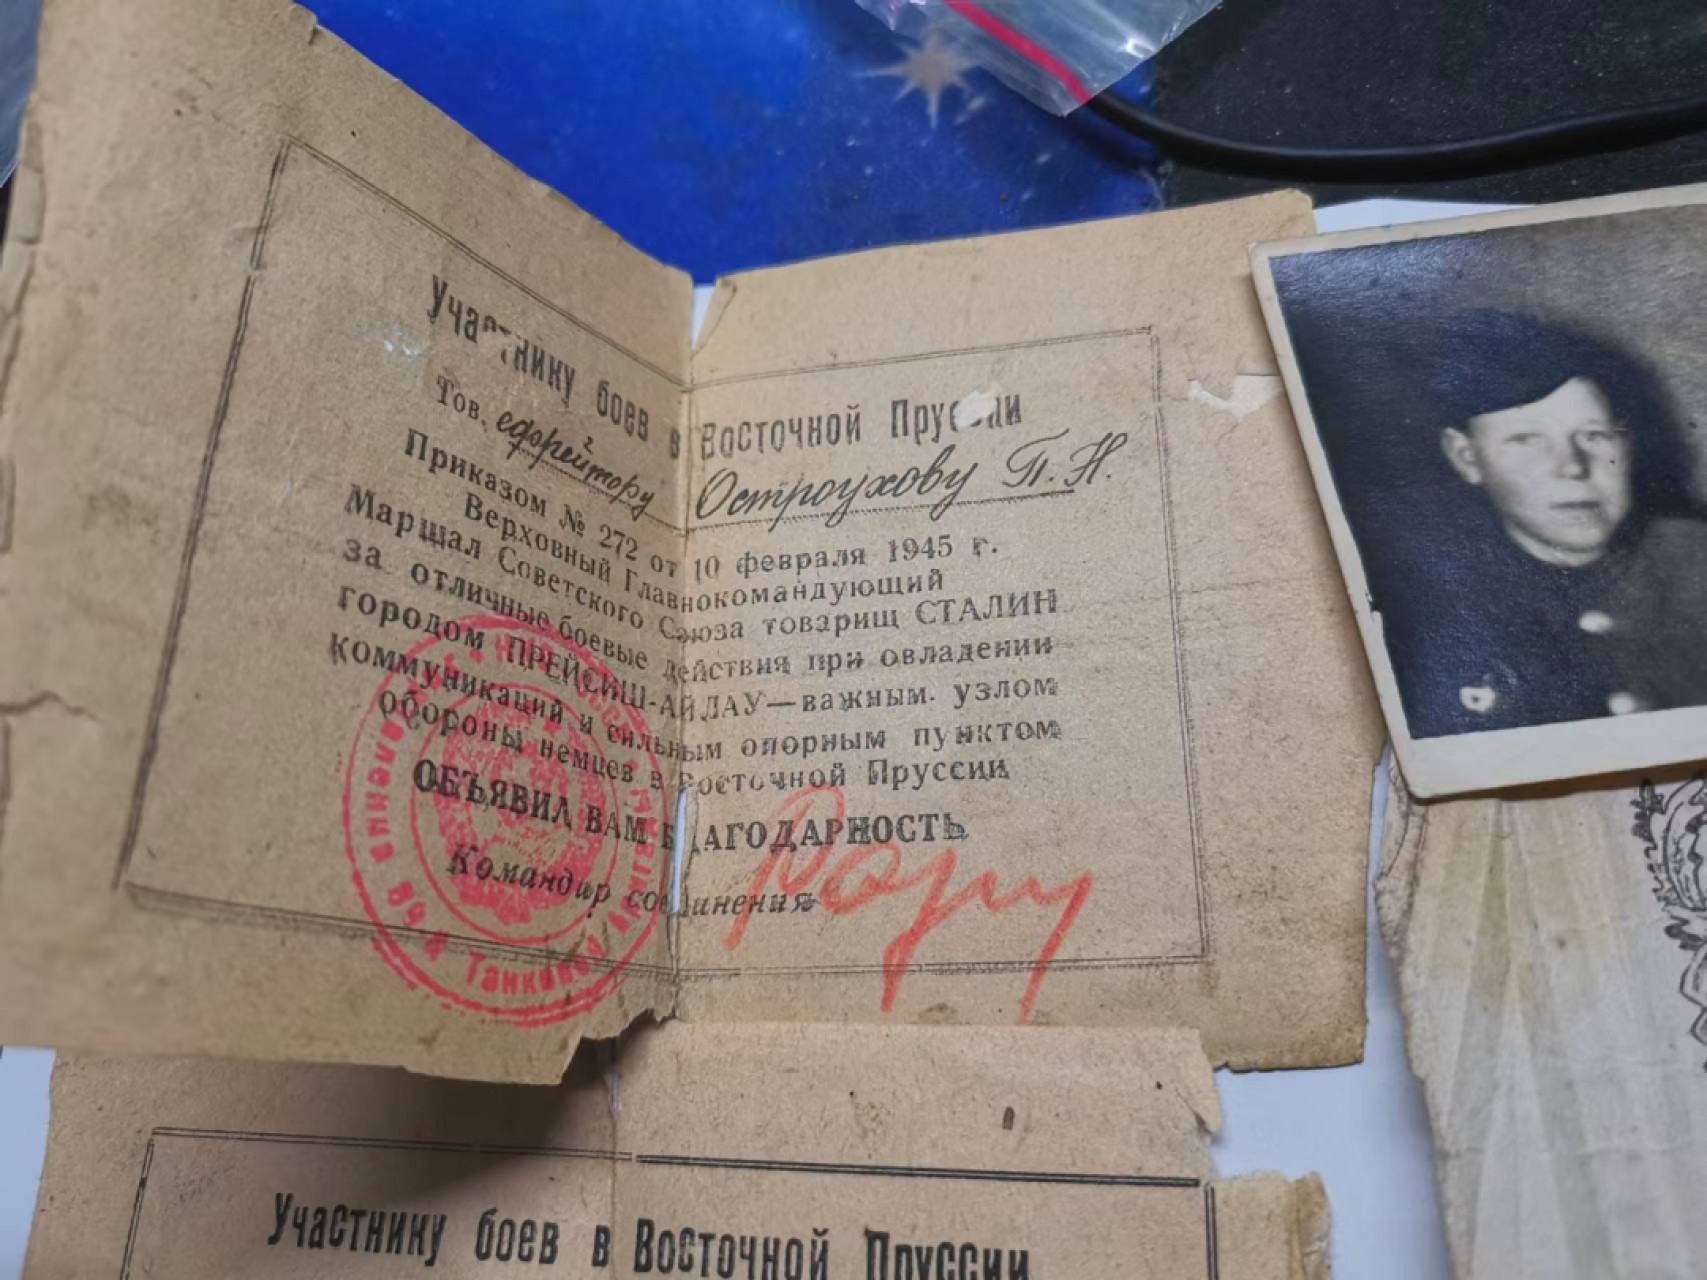 Участнику боев в Восточной Пруссии
Тов. ефрейтору Остроухову П. Н.
Приказом № 272 от 10 февраля 1945 г.
Верховный Главнокомандующий
Маршал Советского Союза товарищ СТАЛИН
за отличные боевые действия при овладении
городом ПРЕЙСИШ-АЙЛАУ—важным. узлом
коммуникаций и сильным опорным пунктом
обороны немцев в Восточной Пруссии
ОБЪЯВИЛ ВАМ БЛАГОДАРНОСТЬ
Командир соединения
Танковой
Участнику боев в Восточной Пруссии